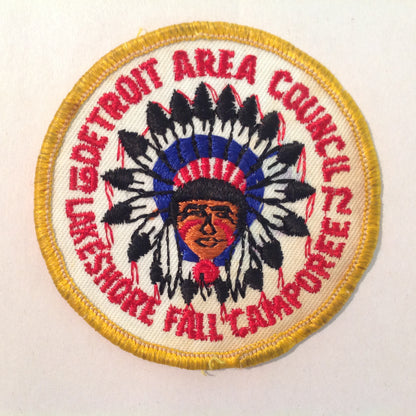 DETROIT AREA COUNCIL
19 72
LAKESHORE FALL CAMPOREE